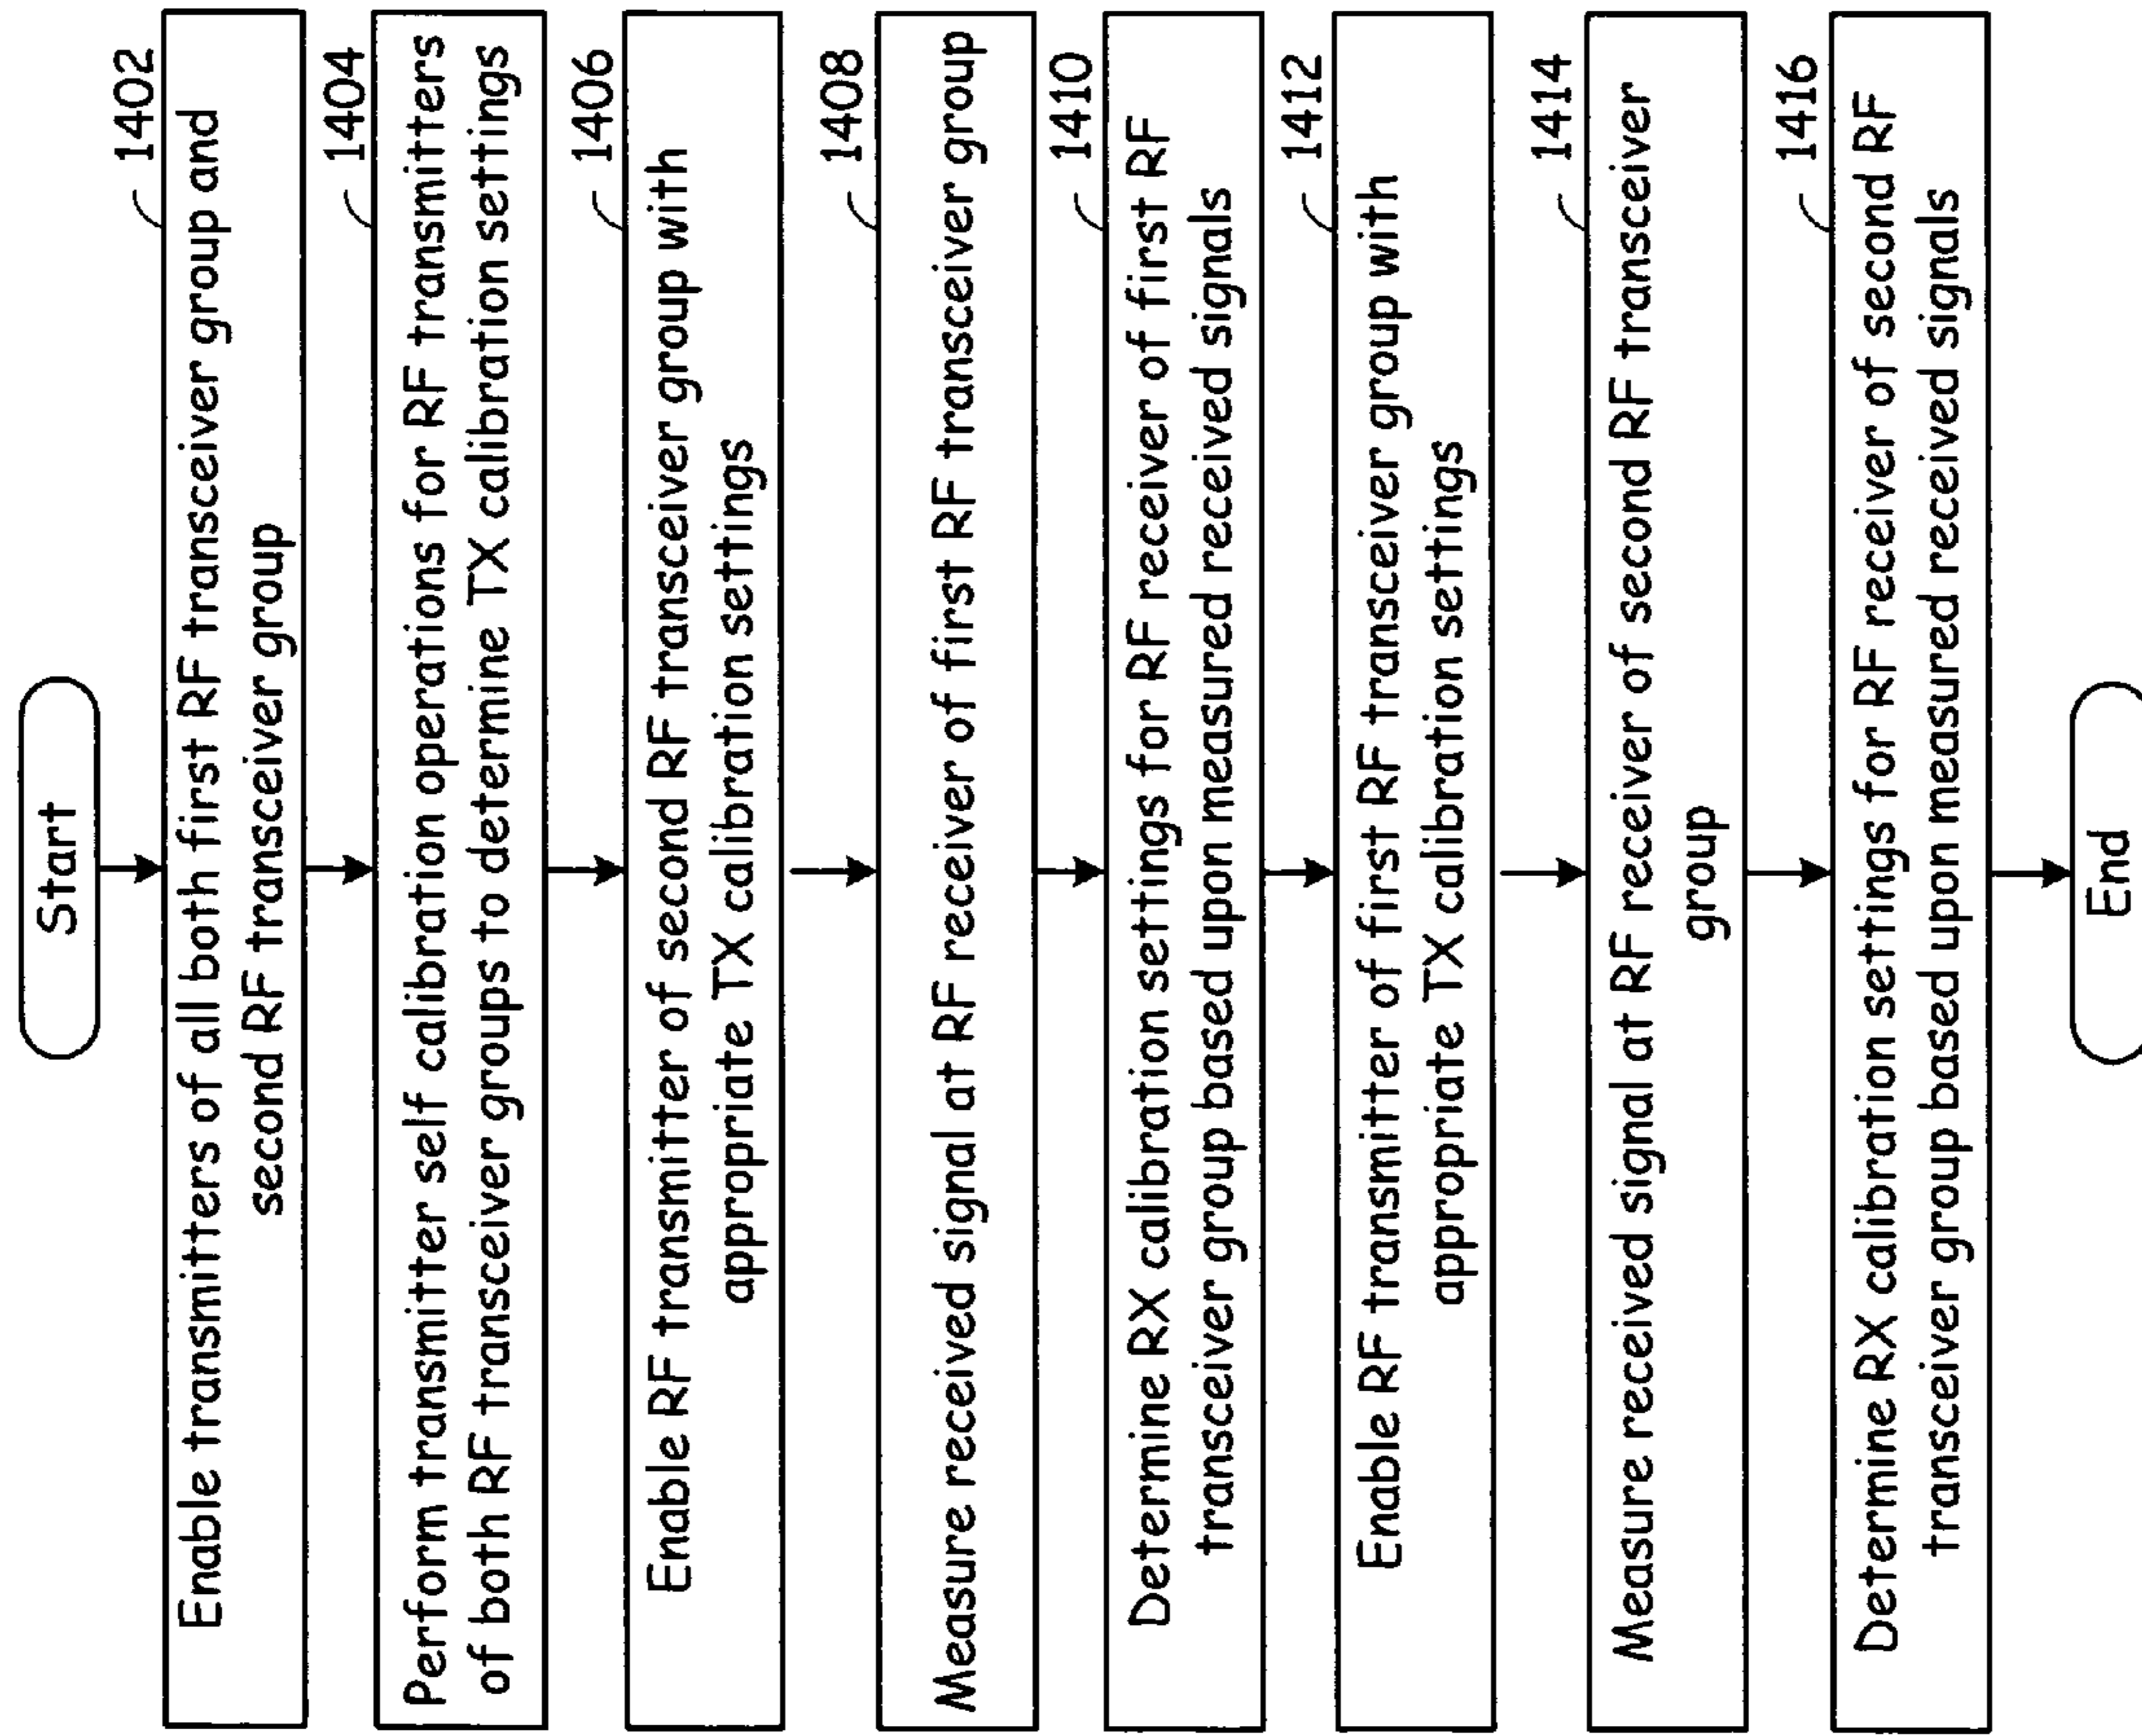 Start
1402
Enable transmitters of all both first RF transceiver group and
second RF transceiver group
1404
Perform transmitter self calibration operations for RF transmitters
of both RF transceiver groups to determine TX calibration settings
1406
Enable RF transmitter of second RF transceiver group with
appropriate TX calibration settings
1408
Measure received signal at RF receiver of first RF transceiver group
1410
Determine RX calibration settings for RF receiver of first RF
transceiver group based upon measured received signals
1412
Enable RF transmitter of first RF transceiver group with
appropriate TX calibration settings
1414
Measure received signal at RF receiver of second RF transceiver
group
1416
Determine RX calibration settings for RF receiver of second RF
transceiver group based upon measured received signals
End